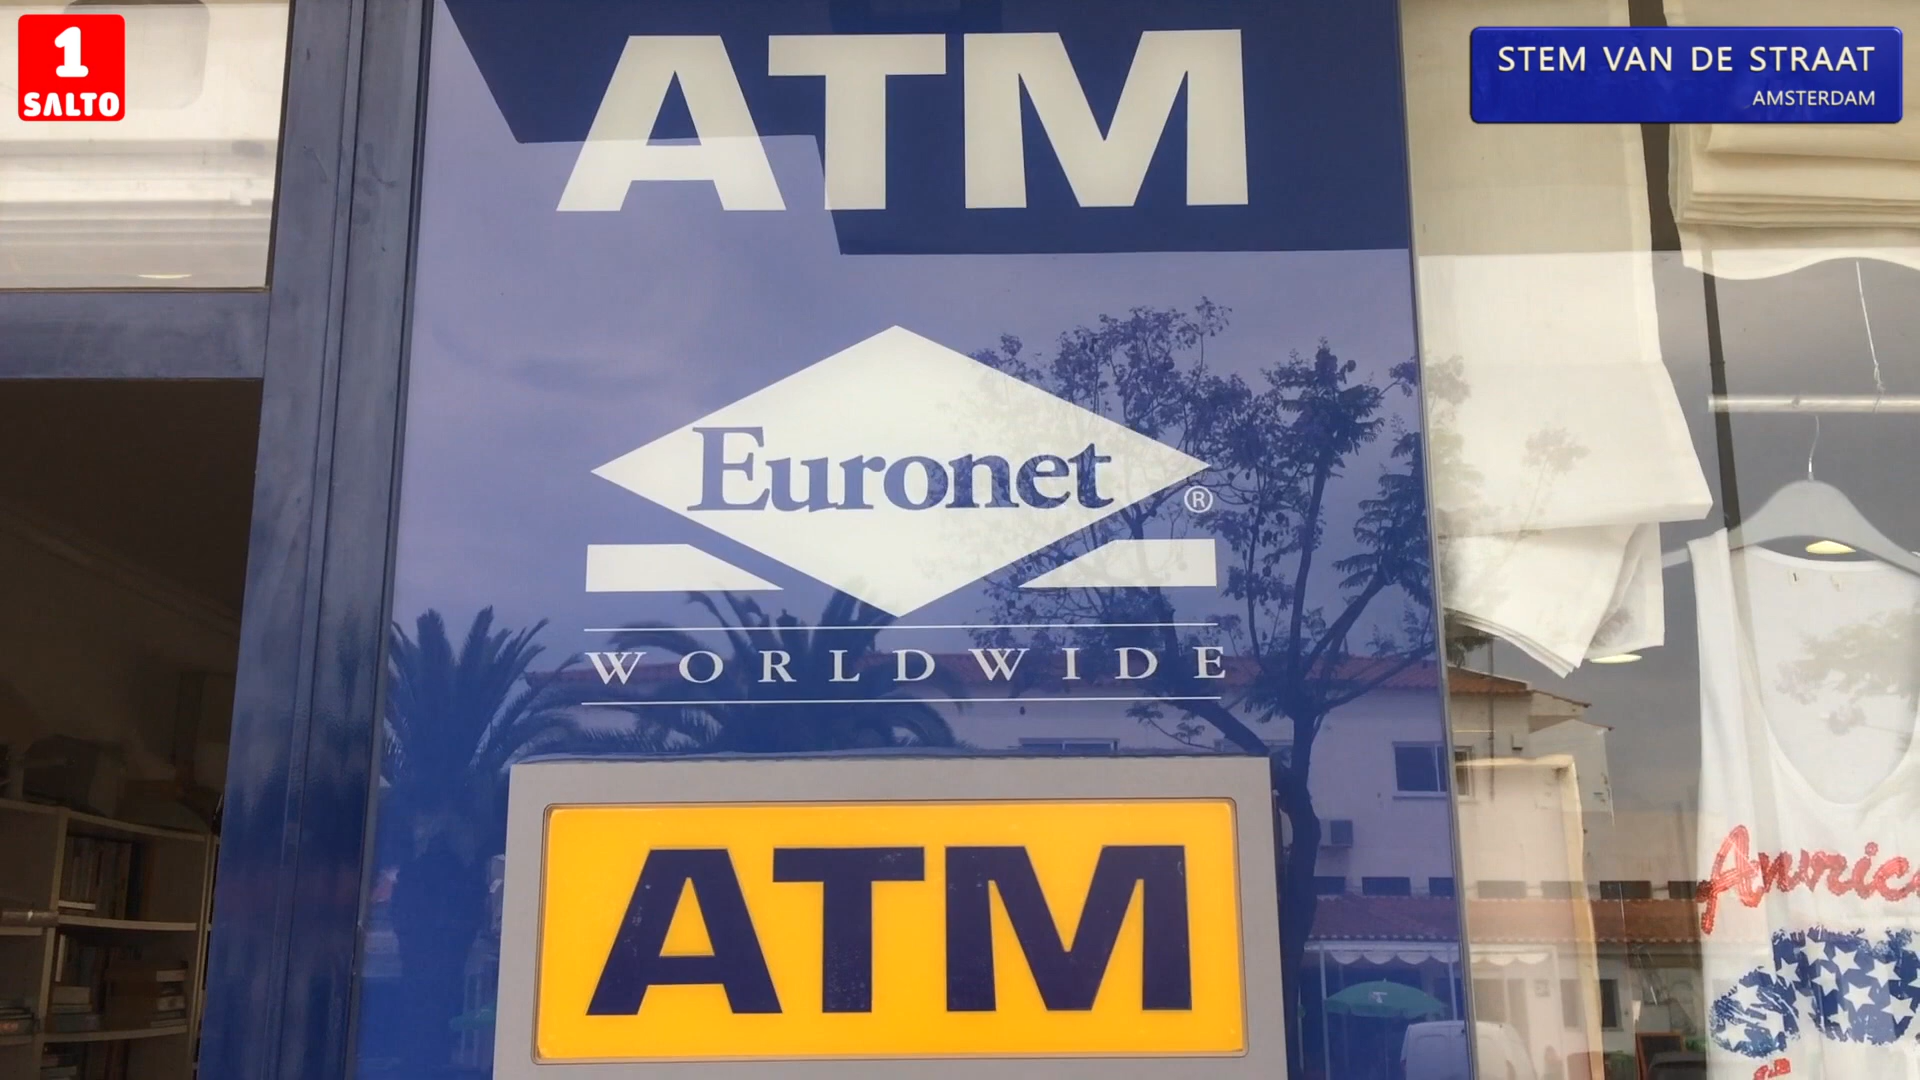 1
SALTO
STEM VAN DE STRAAT
AMSTERDAM
ATM
Euronet®
WORLDWIDE
ATM